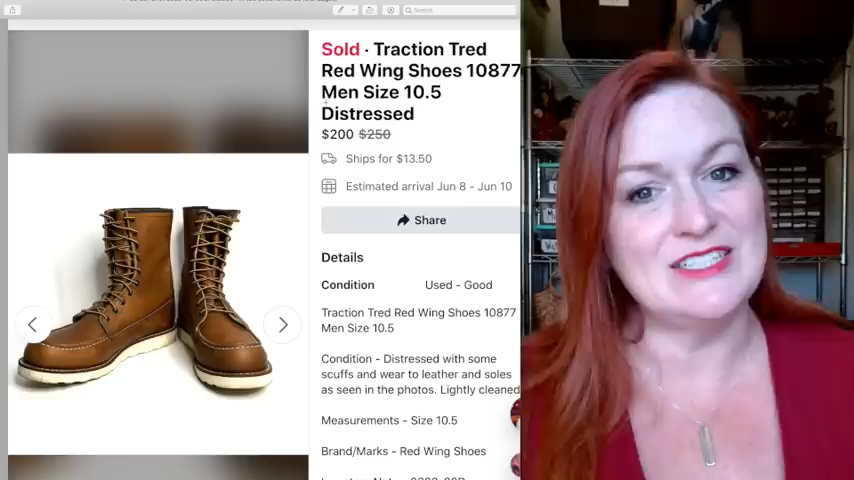 Search
Sold · Traction Tred
Red Wing Shoes 10877
Men Size 10.5
Distressed
$200 $250
Ships for $13.50
Estimated arrival Jun 8 - Jun 10
Share
Details
Condition Used - Good
Traction Tred Red Wing Shoes 10877
Men Size 10.5
Condition - Distressed with some
scuffs and wear to leather and soles
as seen in the photos. Lightly cleaned
Measurements - Size 10.5
Brand/Marks - Red Wing Shoes